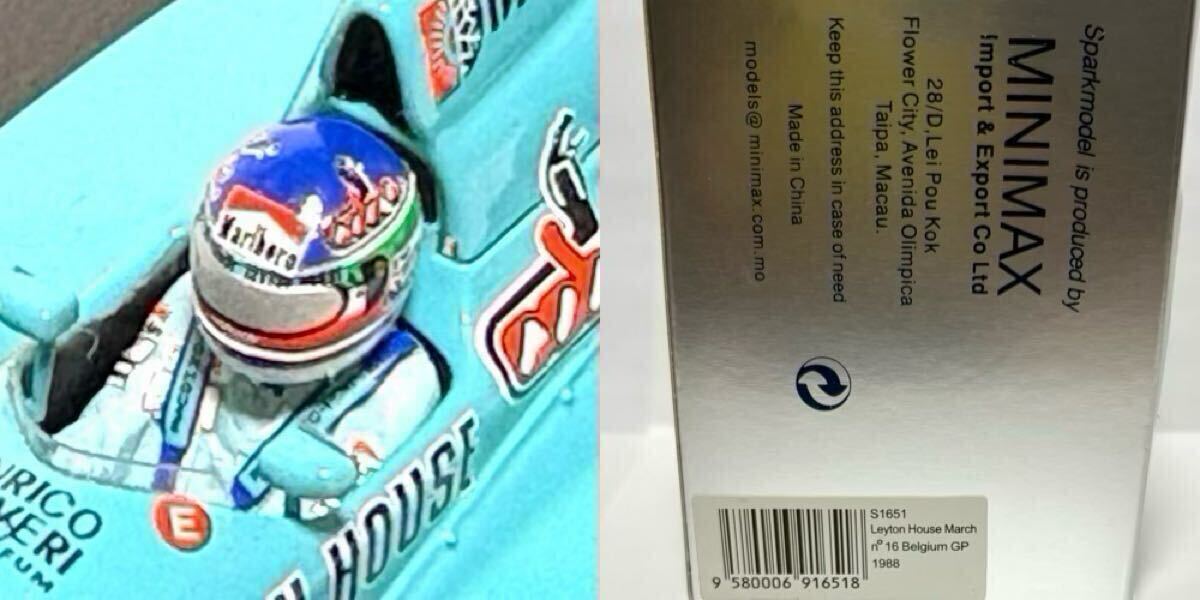 Marlboro
E
HOUSE
Sparkmodel is produced by
MINIMAX
Import & Export Co Ltd
28/D,Lei Pou Kok
Flower City, Avenida Olimpica
Taipa, Macau.
Keep this address in case of need
Made in China
models@ minimax.com.mo
S1651
Leyton House March
nº 16 Belgium GP
1988
9 580006 916518